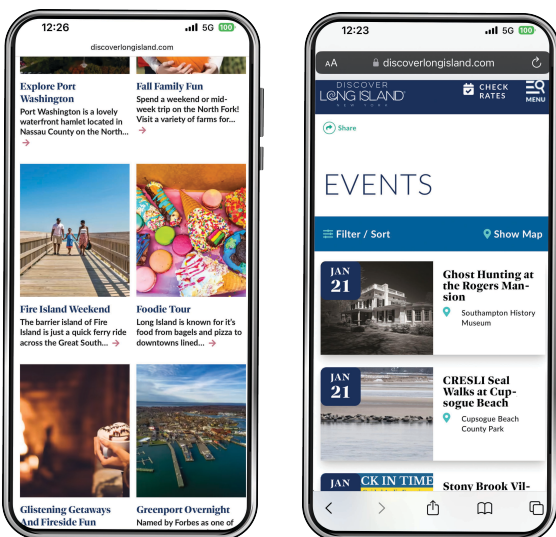 12:26
5G 100
discoverlongisland.com
Explore Port
Washington
Port Washington is a lovely
waterfront hamlet located in
Nassau County on the North...
Fall Family Fun
Spend a weekend or mid-
week trip on the North Fork!
Visit a variety of farms for...
Fire Island Weekend
The barrier island of Fire
Island is just a quick ferry ride
across the Great South...
Foodie Tour
Long Island is known for it's
food from bagels and pizza to
downtowns lined...
Glistening Getaways
And Fireside Fun
Greenport Overnight
Named by Forbes as one of
12:23
5G 100
AA
discoverlongisland.com
DISCOVER
LONG ISLAND
NEW YORK
CHECK
RATES
MENU
Share
EVENTS
Filter / Sort
Show Map
JAN
21
Ghost Hunting at
the Rogers Man-
sion
Southampton History
Museum
JAN
21
CRESLI Seal
Walks at Cup-
sogue Beach
Cupsogue Beach
County Park
JAN
CK IN TIME
Stony Brook Vil-